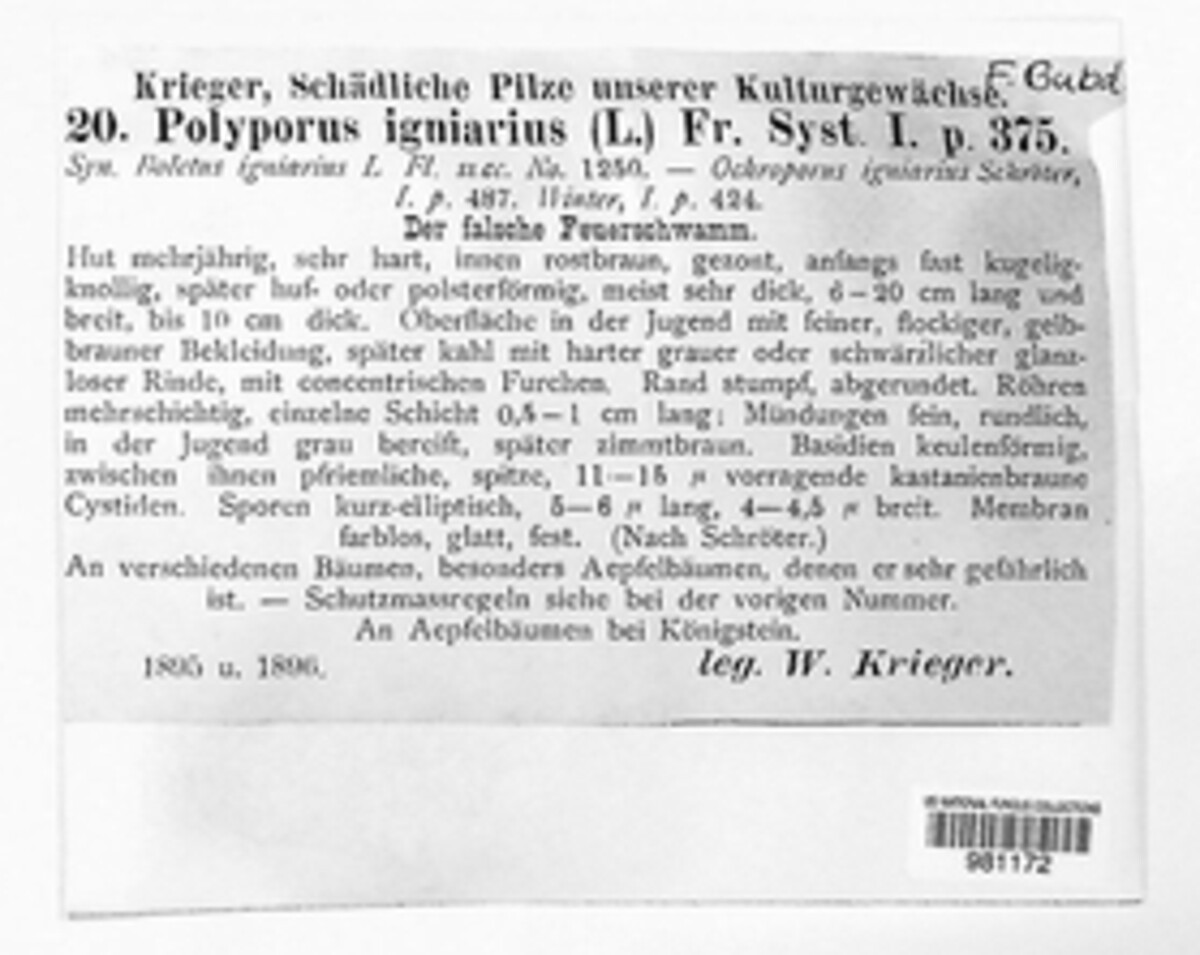 Krieger, Schädliche Pilze unserer Kulturgewächse.
20. Polyporus igniarius (L.) Fr. Syst. I. p. 375.
Syn. Boletus igniarius L. Fl. suec. No. 1250. — Ochroporus igniarius Schröter,
I. p. 487. Winter, I. p. 424.
Der falsche Feuerschwamm.
Hut mehrjährig, sehr hart, innen rostbraun, gezont, anfangs fast kugelig-
knollig, später huf- oder polsterförmig, meist sehr dick, 6—20 cm lang und
breit, bis 10 cm dick. Oberfläche in der Jugend mit feiner, flockiger, gelb-
brauner Bekleidung, später kahl mit harter grauer oder schwärzlicher glanz-
loser Rinde, mit concentrischen Furchen. Rand stumpf, abgerundet. Röhren
mehrschichtig, einzelne Schicht 0,5—1 cm lang; Mündungen fein, rundlich,
in der Jugend grau bereift, später zimmtbraun. Basidien keulenförmig,
zwischen ihnen pfriemliche, spitze, 11—15 µ vorragende kastanienbraune
Cystiden. Sporen kurz-elliptisch, 5—6 µ lang, 4—4,5 µ breit. Membran
farblos, glatt, fest. (Nach Schröter.)
An verschiedenen Bäumen, besonders Aepfelbäumen, denen er sehr gefährlich
ist. — Schutzmassregeln siehe bei der vorigen Nummer.
An Aepfelbäumen bei Königstein.
1895 u. 1896. leg. W. Krieger.
US NATIONAL FUNGUS COLLECTIONS
981172